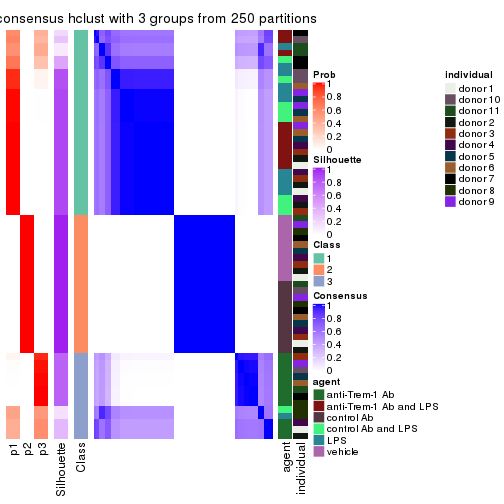 consensus hclust with 3 groups from 250 partitions
Prob
1
0.8
0.6
0.4
0.2
0
Silhouette
1
0.8
0.6
0.4
0.2
0
Class
1
2
3
Consensus
1
0.8
0.6
0.4
0.2
0
agent
anti-Trem-1 Ab
anti-Trem-1 Ab and LPS
control Ab
control Ab and LPS
LPS
vehicle
individual
donor 1
donor 10
donor 11
donor 2
donor 3
donor 4
donor 5
donor 6
donor 7
donor 8
donor 9
p1
p2
p3
Silhouette
Class
agent
individual